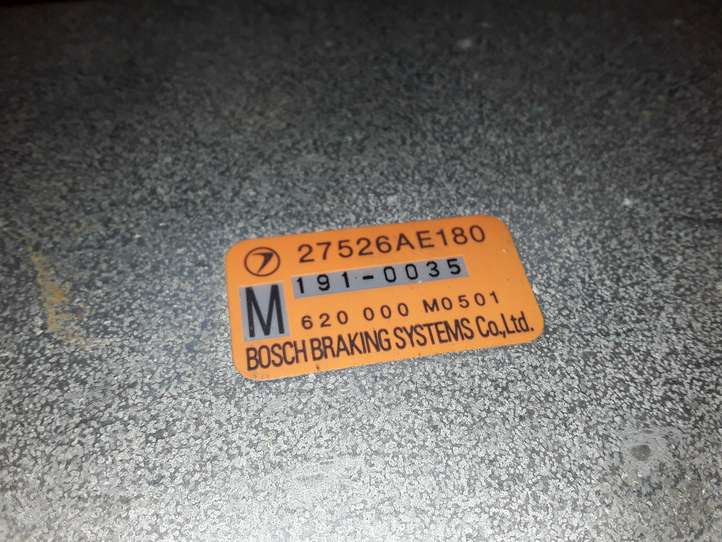 27526AE180
191-0035
M
620 000 M0501
BOSCH BRAKING SYSTEMS Co.,Ltd.